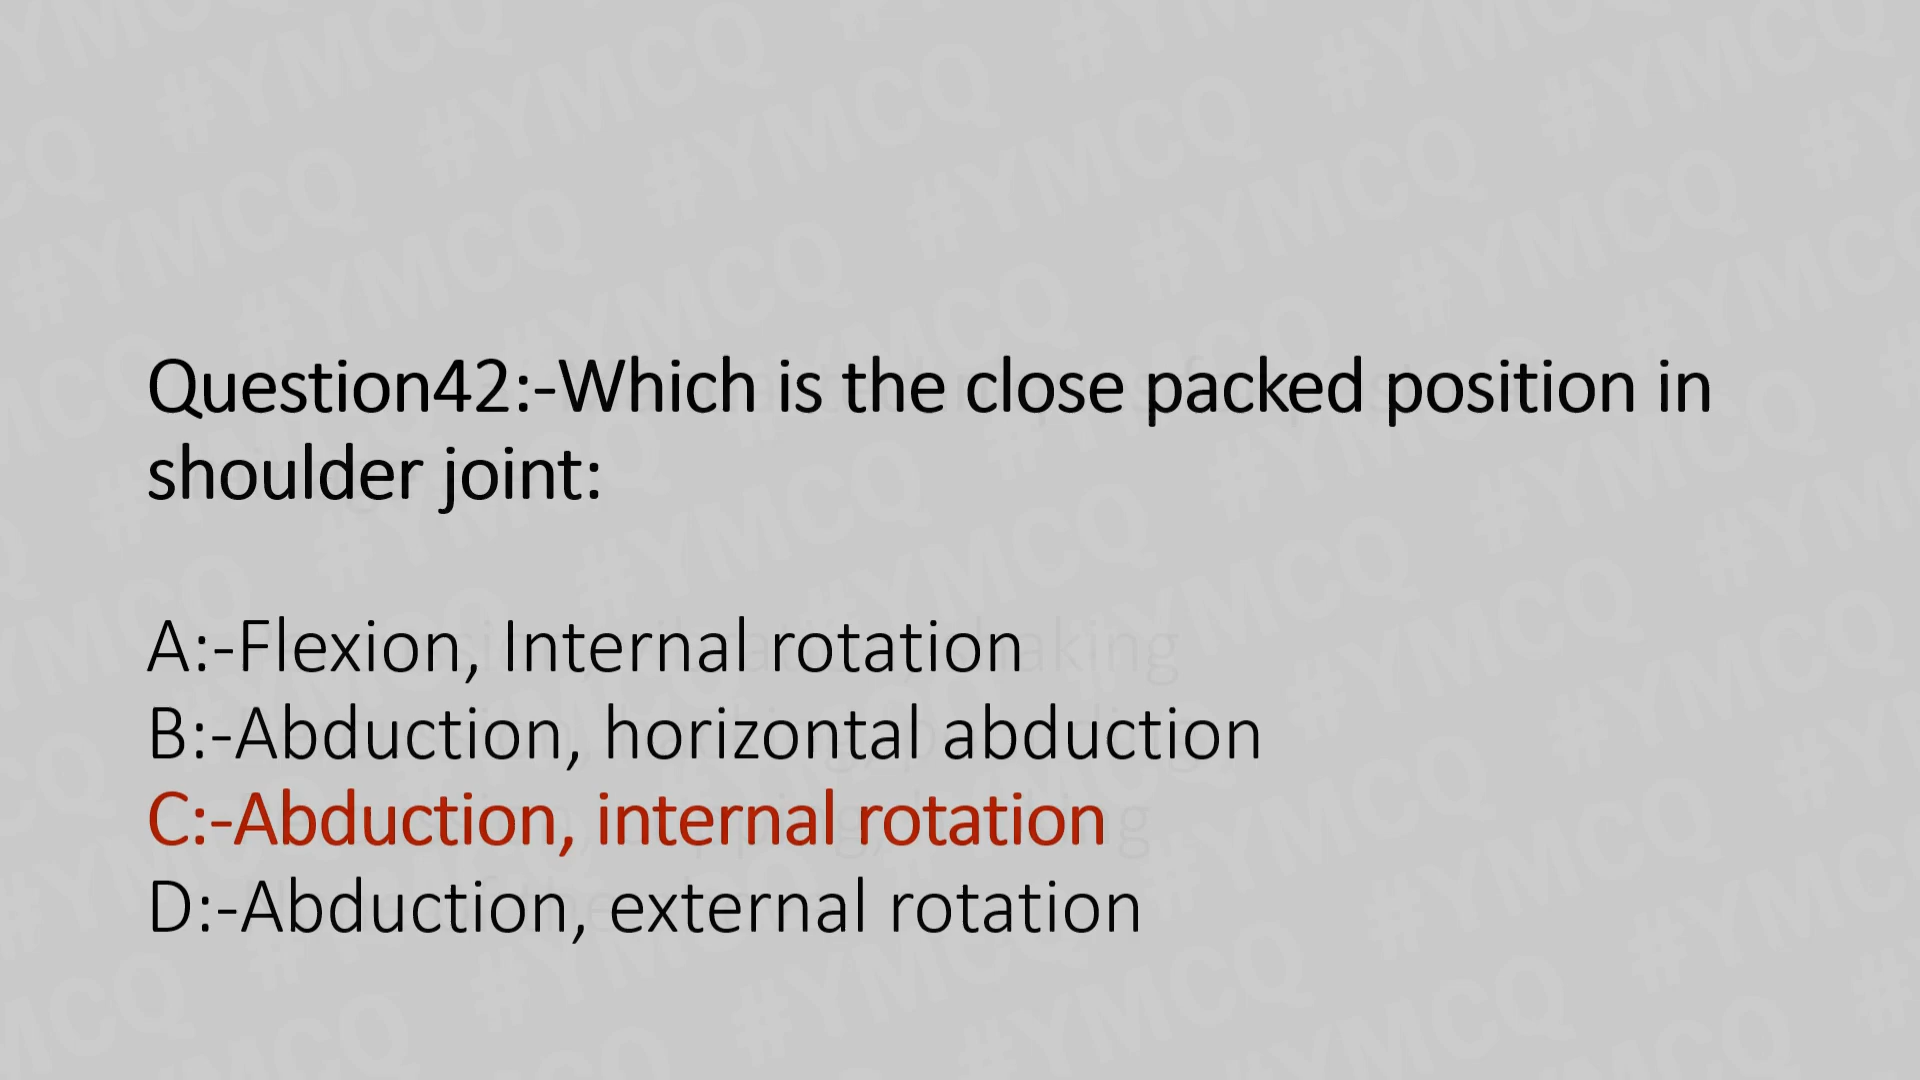 Question42:-Which is the close packed position in
shoulder joint:
A:-Flexion, Internal rotation
B:-Abduction, horizontal abduction
C:-Abduction, internal rotation
D:-Abduction, external rotation